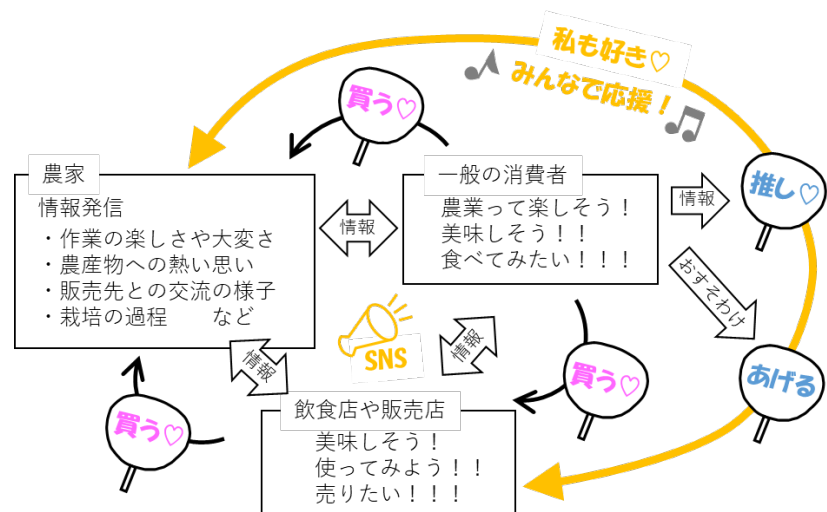 私も好き♡
みんなで応援！
買う♡
農家
情報発信
・作業の楽しさや大変さ
・農産物への熱い思い
・販売先との交流の様子
・栽培の過程　　など
情報
一般の消費者
農業って楽しそう！
美味しそう！！
食べてみたい！！！
情報
推し♡
おすそわけ
あげる
SNS
情報
情報
買う♡
買う♡
飲食店や販売店
美味しそう！
使ってみよう！！
売りたい！！！